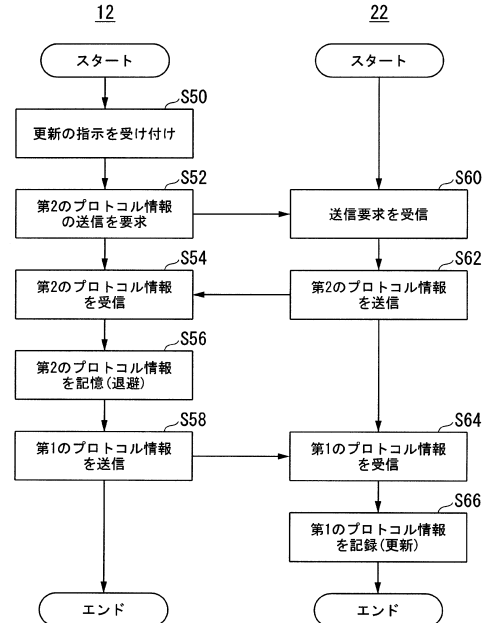 12
22
スタート
スタート
S50
更新の指示を受け付け
S52
第2のプロトコル情報
の送信を要求
S60
送信要求を受信
S54
第2のプロトコル情報
を受信
S62
第2のプロトコル情報
を送信
S56
第2のプロトコル情報
を記憶(退避)
S58
第1のプロトコル情報
を送信
S64
第1のプロトコル情報
を受信
S66
第1のプロトコル情報
を記録(更新)
エンド
エンド